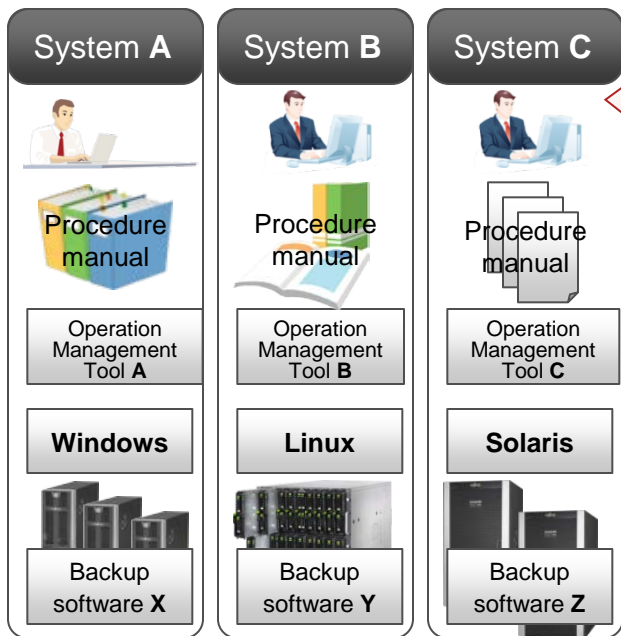 System A
Procedure
manual
Operation
Management
Tool A
Windows
Backup
software X
System B
Procedure
manual
Operation
Management
Tool B
Linux
Backup
software Y
System C
Procedure
manual
Operation
Management
Tool C
Solaris
Backup
software Z